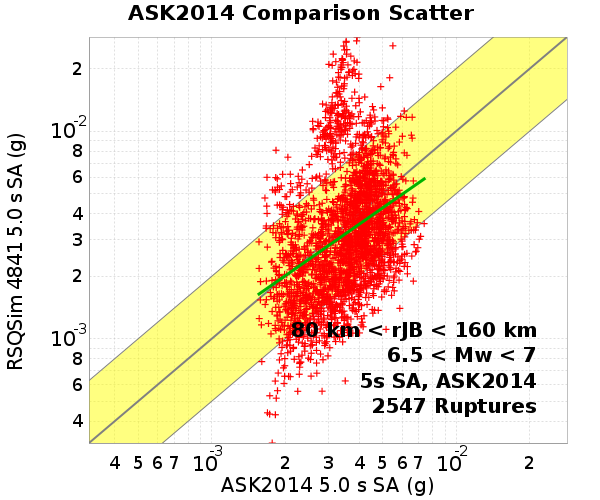 ASK2014 Comparison Scatter
RSQSim 4841 5.0 s SA (g)
2
10-2
8
6
4
3
2
10-3
8
6
4
80 km < rJB < 160 km
6.5 < Mw < 7
5s SA, ASK2014
2547 Ruptures
4 5 6 7 10-3 2 3 4 5 6 7 10-2 2
ASK2014 5.0 s SA (g)